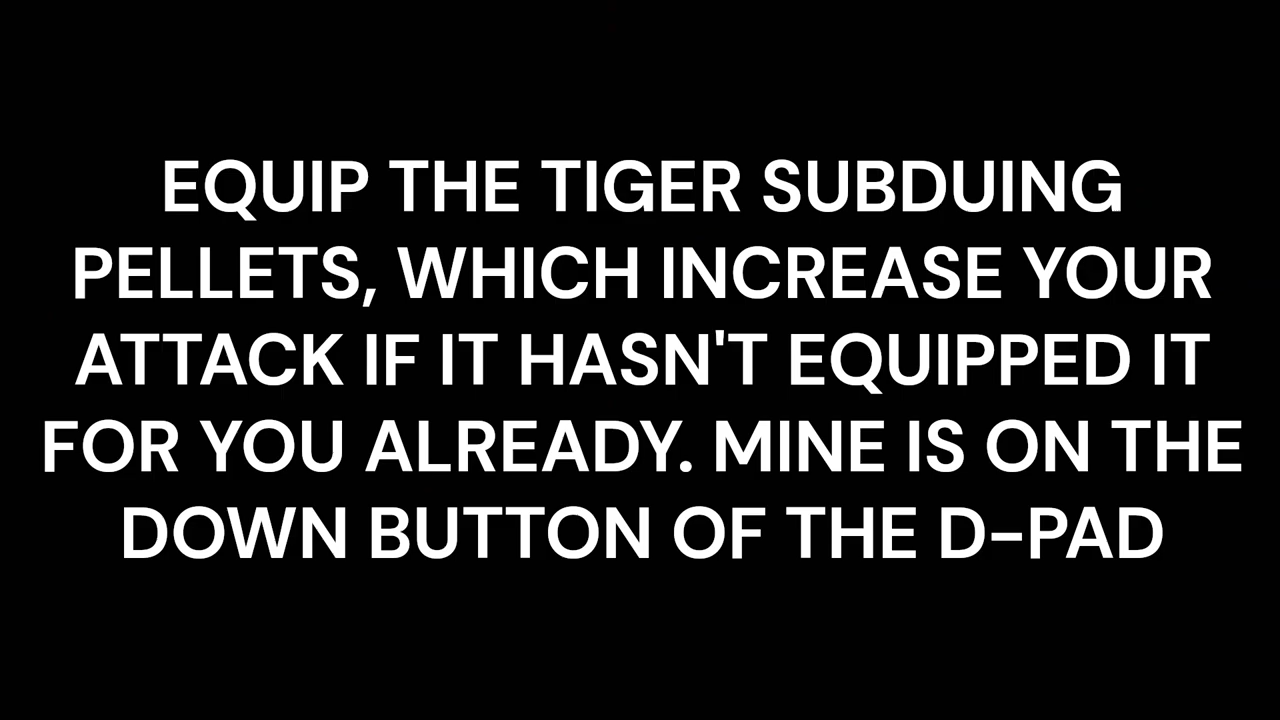 EQUIP THE TIGER SUBDUING
PELLETS, WHICH INCREASE YOUR
ATTACK IF IT HASN'T EQUIPPED IT
FOR YOU ALREADY. MINE IS ON THE
DOWN BUTTON OF THE D-PAD